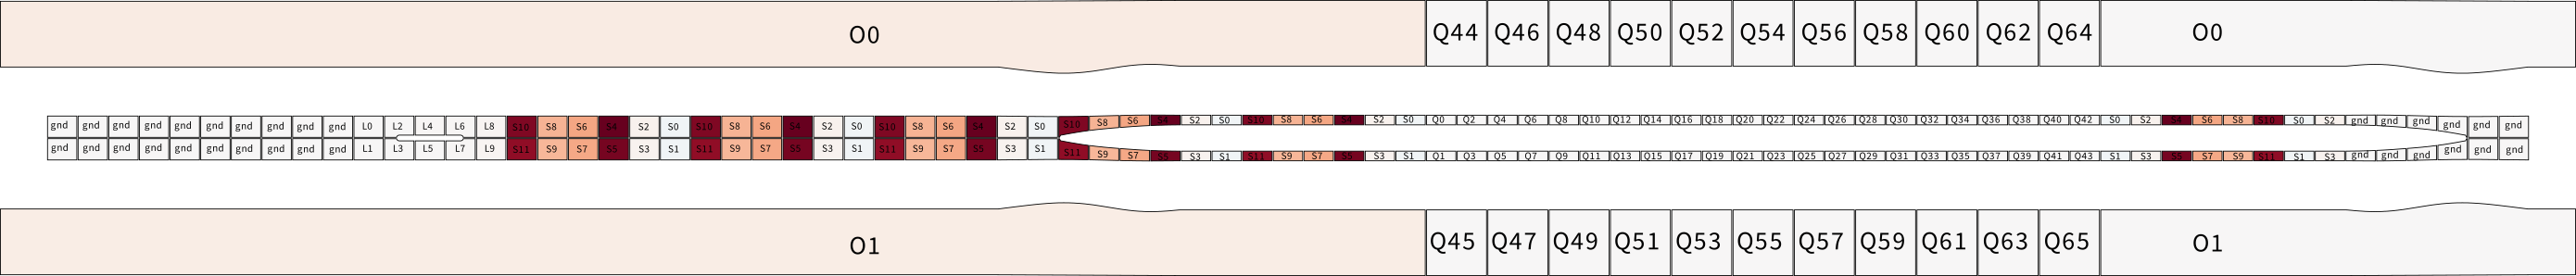 O0 Q44 Q46 Q48 Q50 Q52 Q54 Q56 Q58 Q60 Q62 Q64 O0
gnd gnd gnd gnd gnd gnd gnd gnd gnd gnd L0 L2 L4 L6 L8 S10 S8 S6 S4 S2 S0 S10 S8 S6 S4 S2 S0 S10 S8 S6 S4 S2 S0 S10 S8 S6 S4 S2 S0 S10 S8 S6 S4 S2 S0 Q0 Q2 Q4 Q6 Q8 Q10 Q12 Q14 Q16 Q18 Q20 Q22 Q24 Q26 Q28 Q30 Q32 Q34 Q36 Q38 Q40 Q42 S0 S2 S4 S6 S8 S10 S0 S2 gnd gnd gnd gnd gnd gnd
gnd gnd gnd gnd gnd gnd gnd gnd gnd gnd L1 L3 L5 L7 L9 S11 S9 S7 S5 S3 S1 S11 S9 S7 S5 S3 S1 S11 S9 S7 S5 S3 S1 S11 S9 S7 S5 S3 S1 S11 S9 S7 S5 S3 S1 Q1 Q3 Q5 Q7 Q9 Q11 Q13 Q15 Q17 Q19 Q21 Q23 Q25 Q27 Q29 Q31 Q33 Q35 Q37 Q39 Q41 Q43 S1 S3 S5 S7 S9 S11 S1 S3 gnd gnd gnd gnd gnd gnd
O1 Q45 Q47 Q49 Q51 Q53 Q55 Q57 Q59 Q61 Q63 Q65 O1